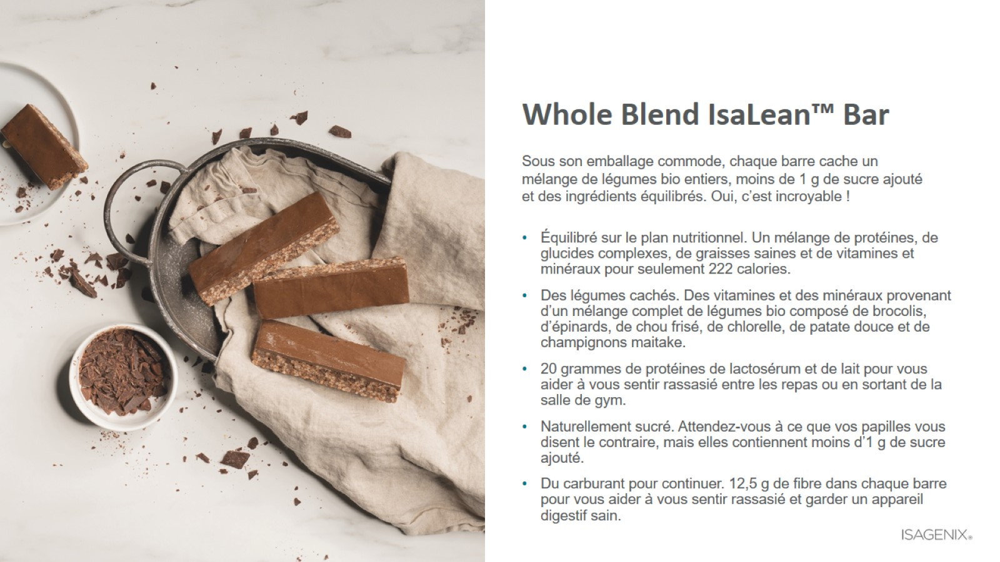 Whole Blend IsaLean™ Bar
Sous son emballage commode, chaque barre cache un
mélange de légumes bio entiers, moins de 1 g de sucre ajouté
et des ingrédients équilibrés. Oui, c’est incroyable !
• Équilibré sur le plan nutritionnel. Un mélange de protéines, de
glucides complexes, de graisses saines et de vitamines et
minéraux pour seulement 222 calories.
• Des légumes cachés. Des vitamines et des minéraux provenant
d’un mélange complet de légumes bio composé de brocolis,
d’épinards, de chou frisé, de chlorelle, de patate douce et de
champignons maitake.
• 20 grammes de protéines de lactosérum et de lait pour vous
aider à vous sentir rassasié entre les repas ou en sortant de la
salle de gym.
• Naturellement sucré. Attendez-vous à ce que vos papilles vous
disent le contraire, mais elles contiennent moins d’1 g de sucre
ajouté.
• Du carburant pour continuer. 12,5 g de fibre dans chaque barre
pour vous aider à vous sentir rassasié et garder un appareil
digestif sain.
ISAGENIX®